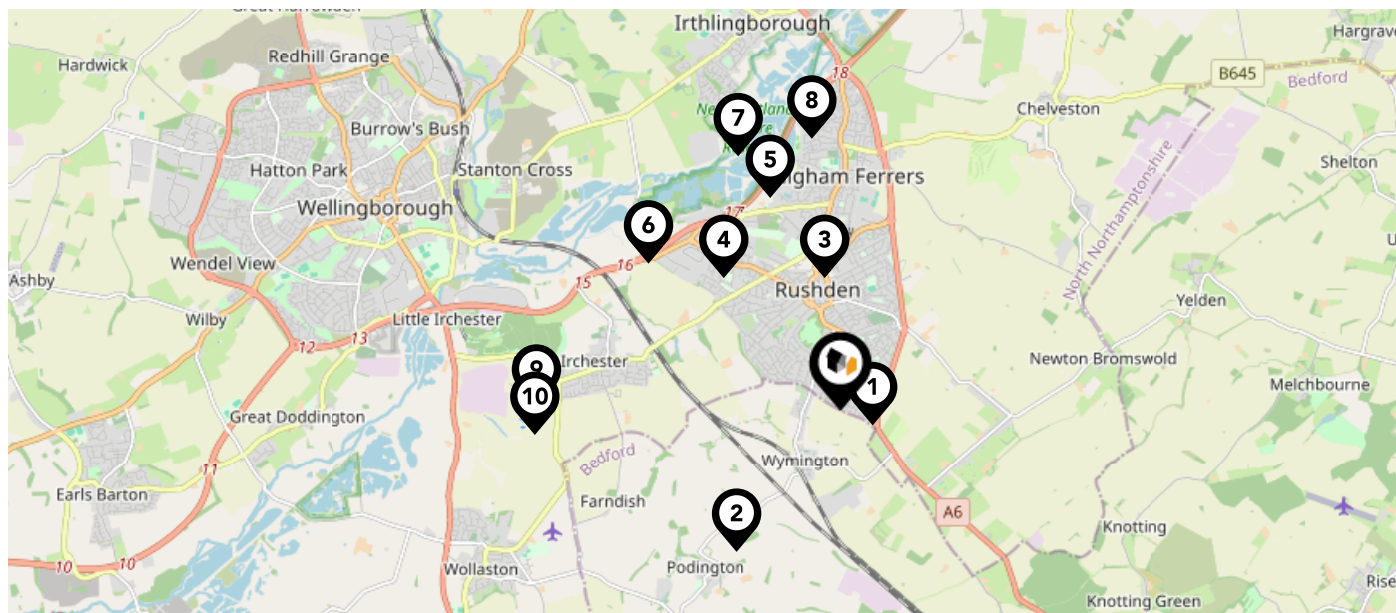 Irthlingborough
Hargrave
Redhill Grange
Hardwick
18
B645
Bedford
8
Chelveston
7
Burrow's Bush
5
Shelton
Hatton Park
Stanton Cross
gham Ferrers
North Northamptonshire
Wellingborough
17
6
4
3
Wendel View
16
Ashby
15
Rushden
Yelden
Wilby
Little Irchester
13
12
9
Irchester
Newton Bromswold
1
Melchbourne
10
Great Doddington
Bedford
Wymington
11
Earls Barton
Farndish
A6
2
Knotting
10
10
Wollaston
Podington
Rise
Knotting Green